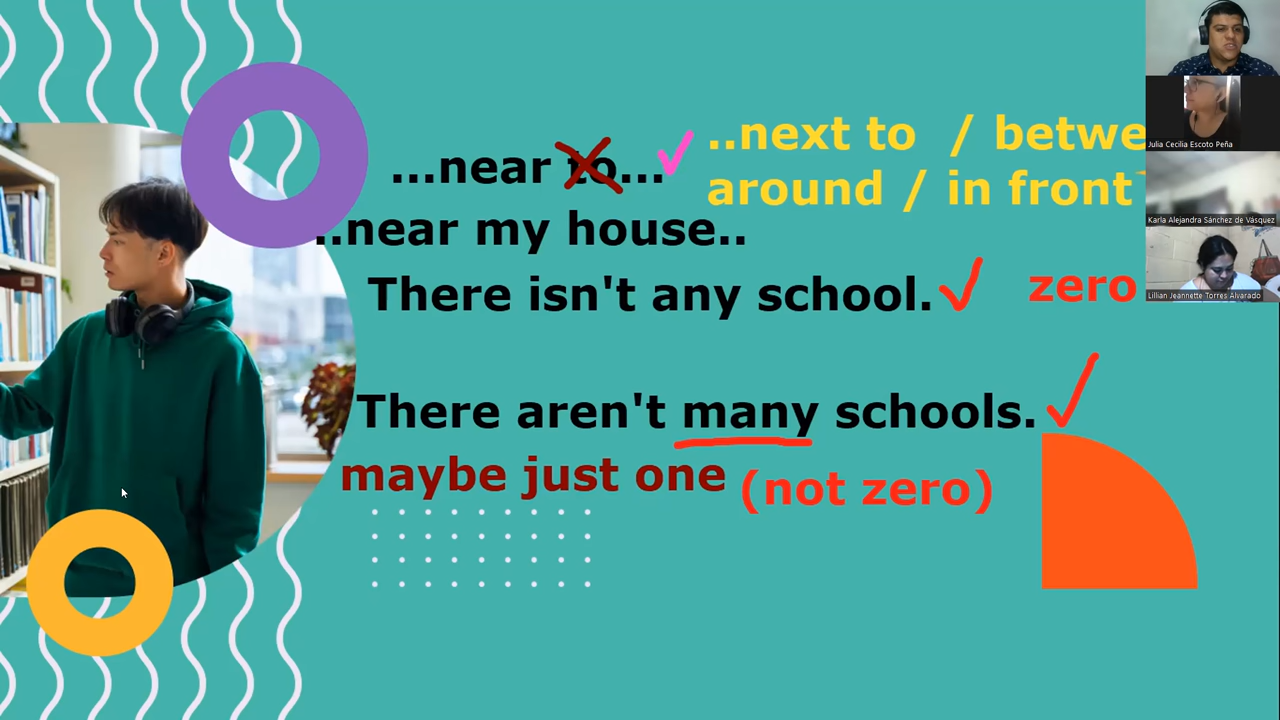 ...near to...
..next to / betwe
around / in front
..near my house..
There isn't any school.
zero
There aren't many schools.
maybe just one
(not zero)
Julia Cecilia Escoto Peña
Karla Alejandra Sánchez de Vásquez
Lillian Jeannette Torres Alvarado